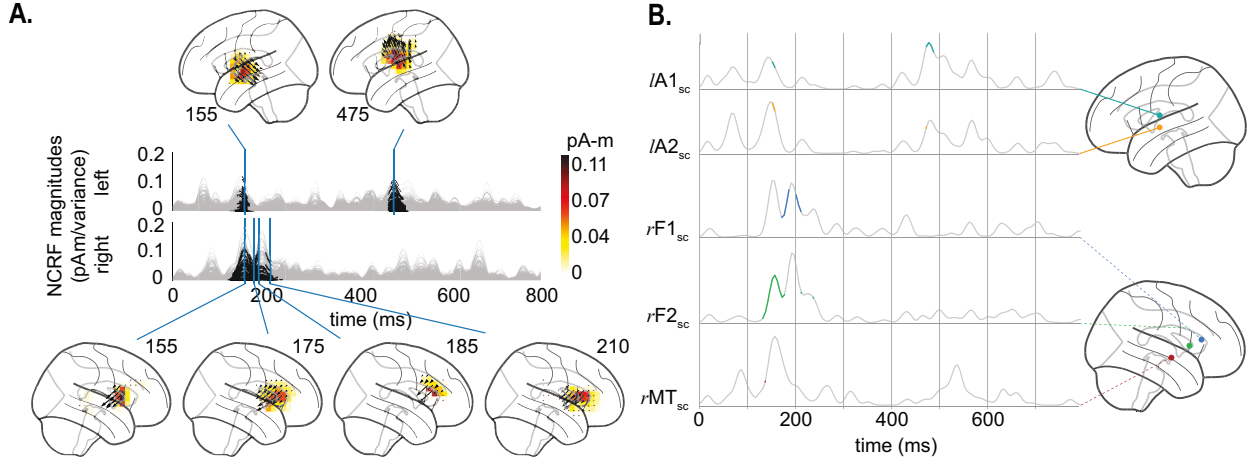 A.
155
475
NCRF magnitudes
(pAm/variance)
left
right
0.2
0.1
0
0.2
0.1
0
0
200
400
600
800
time (ms)
pA-m
0.11
0.07
0.04
0
155
175
185
210
B.
lA1sc
lA2sc
rF1sc
rF2sc
rMTsc
0
200
400
600
time (ms)